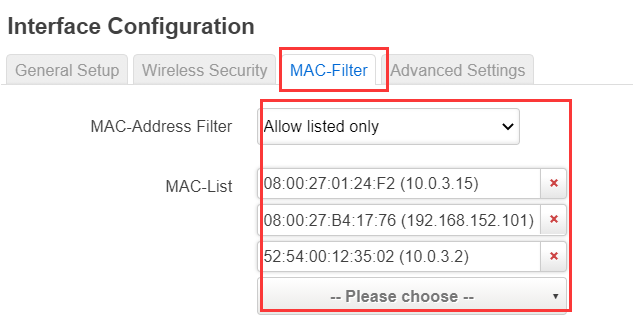 Interface Configuration
General Setup Wireless Security MAC-Filter Advanced Settings
MAC-Address Filter Allow listed only
MAC-List 08:00:27:01:24:F2 (10.0.3.15) ×
08:00:27:B4:17:76 (192.168.152.101) ×
52:54:00:12:35:02 (10.0.3.2) ×
-- Please choose --